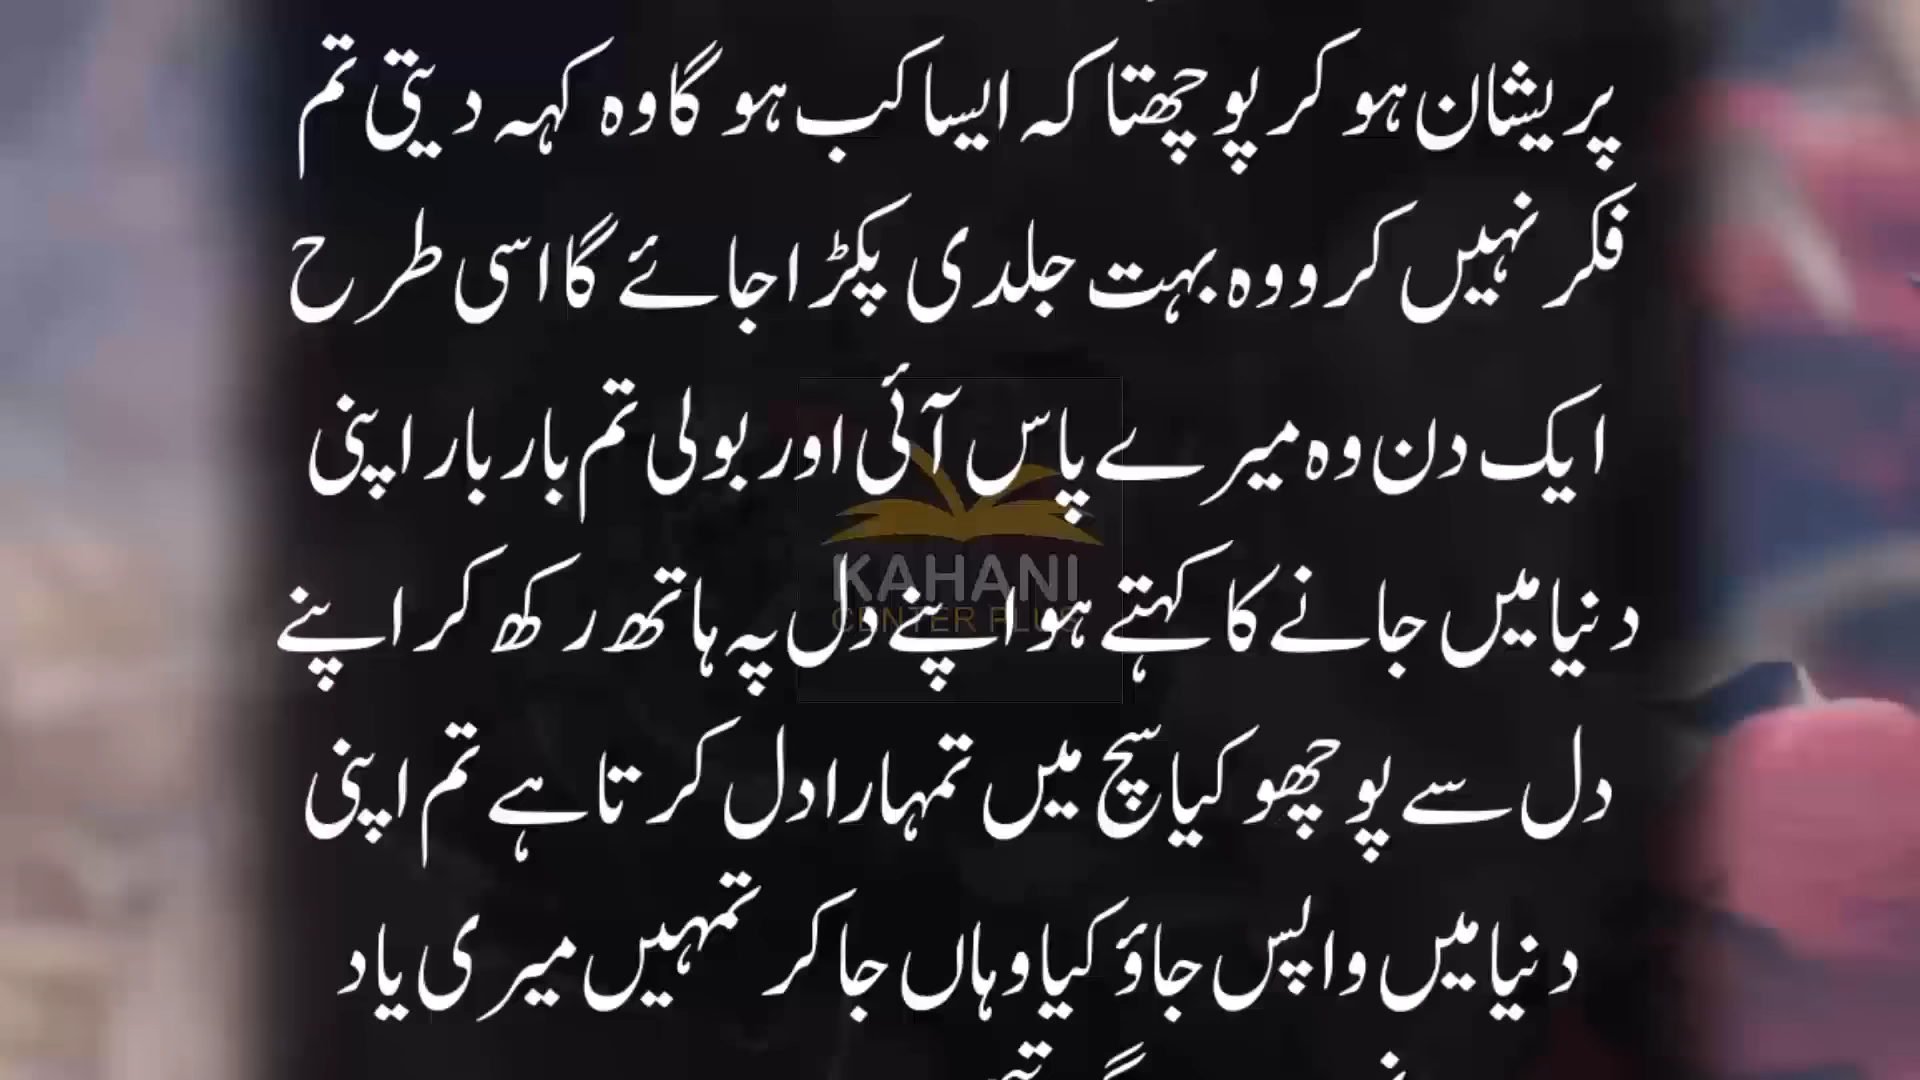 پریشان ہو کر پوچھتا کہ ایسا کب ہو گا وہ کہہ دیتی تم
فکر نہیں کرو وہ بہت جلدی پکڑا جائے گا اسی طرح
ایک دن وہ میرے پاس آئی اور بولی تم بار بار اپنی
دنیا میں جانے کا کہتے ہو اپنے دل پہ ہاتھ رکھ کر اپنے
دل سے پوچھو کیا سچ میں تمہارا دل کرتا ہے تم اپنی
دنیا میں واپس جاؤ کیا وہاں جا کر تمہیں میری یاد
KAHANI
CENTER PLUS